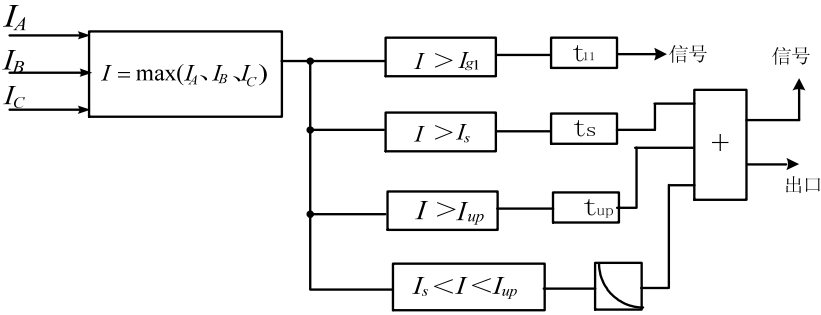 I_A
I_B
I_C
I = max(I_A、I_B、I_C)
I > I_g1
t_11
信号
I > I_s
ts
I > I_up
t_up
I_s < I < I_up
+
信号
出口